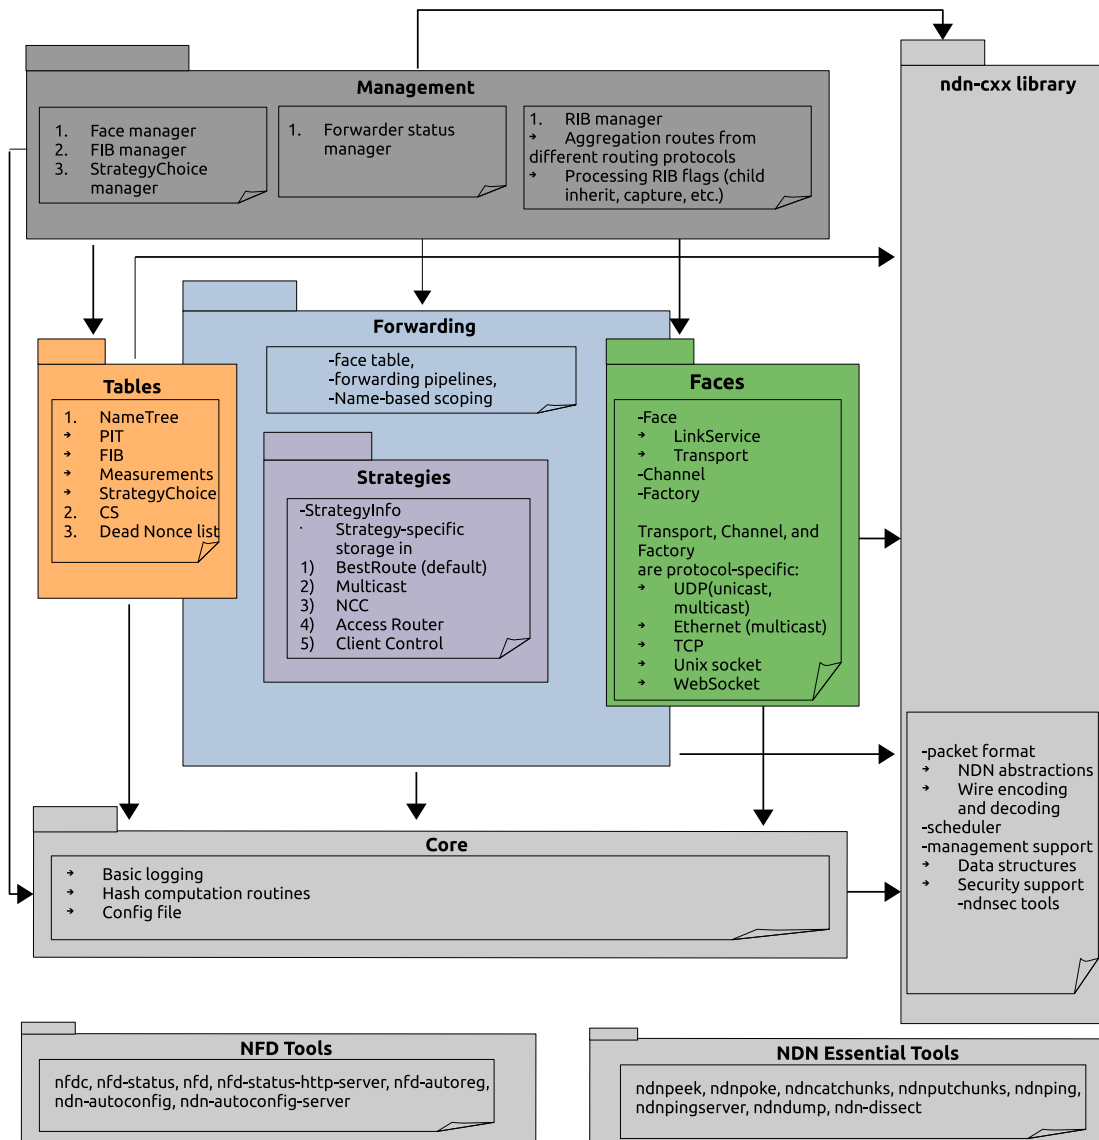 Management
1. Face manager
2. FIB manager
3. StrategyChoice
manager
1. Forwarder status
manager
1. RIB manager
➔ Aggregation routes from
different routing protocols
➔ Processing RIB flags (child
inherit, capture, etc.)
ndn-cxx library
Forwarding
-face table,
-forwarding pipelines,
-Name-based scoping
Tables
1. NameTree
➔ PIT
➔ FIB
➔ Measurements
➔ StrategyChoice
2. CS
3. Dead Nonce list
Strategies
-StrategyInfo
· Strategy-specific
storage in
1) BestRoute (default)
2) Multicast
3) NCC
4) Access Router
5) Client Control
Faces
-Face
➔ LinkService
➔ Transport
-Channel
-Factory
Transport, Channel, and
Factory
are protocol-specific:
➔ UDP(unicast,
multicast)
➔ Ethernet (multicast)
➔ TCP
➔ Unix socket
➔ WebSocket
-packet format
➔ NDN abstractions
➔ Wire encoding
and decoding
-scheduler
-management support
➔ Data structures
➔ Security support
-ndnsec tools
Core
➔ Basic logging
➔ Hash computation routines
➔ Config file
NFD Tools
nfdc, nfd-status, nfd, nfd-status-http-server, nfd-autoreg,
ndn-autoconfig, ndn-autoconfig-server
NDN Essential Tools
ndnpeek, ndnpoke, ndncatchunks, ndnputchunks, ndnping,
ndnpingserver, ndndump, ndn-dissect